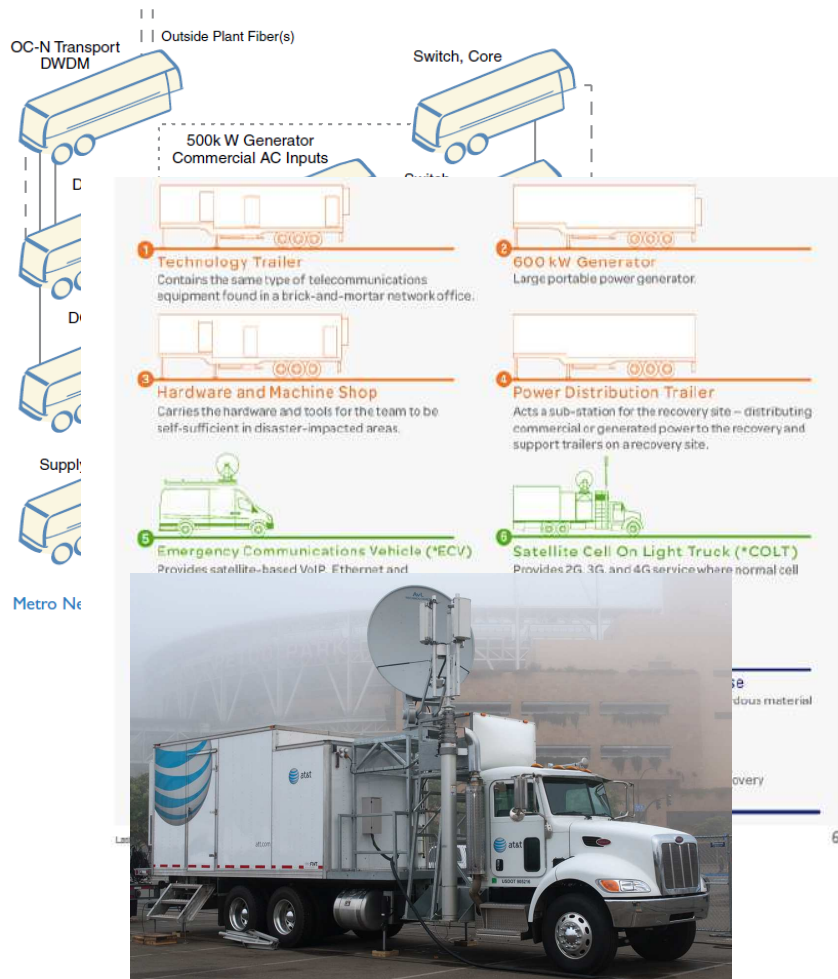 Outside Plant Fiber(s)
OC-N Transport
DWDM
Switch, Core
500k W Generator
Commercial AC Inputs
1
Technology Trailer
Contains the same type of telecommunications
equipment found in a brick-and-mortar network office.
2
600 kW Generator
Large portable power generator.
3
Hardware and Machine Shop
Carries the hardware and tools for the team to be
self-sufficient in disaster-impacted areas.
4
Power Distribution Trailer
Acts a sub-station for the recovery site – distributing
commercial or generated power to the recovery and
support trailers on a recovery site.
Supply
5
Emergency Communications Vehicle (*ECV)
Provides satellite-based VoIP, Ethernet and
6
Satellite Cell On Light Truck (*COLT)
Provides 2G, 3G, and 4G service where normal cell
Metro Ne
se
rdous material
overy
6
at&t
att.com
at&t